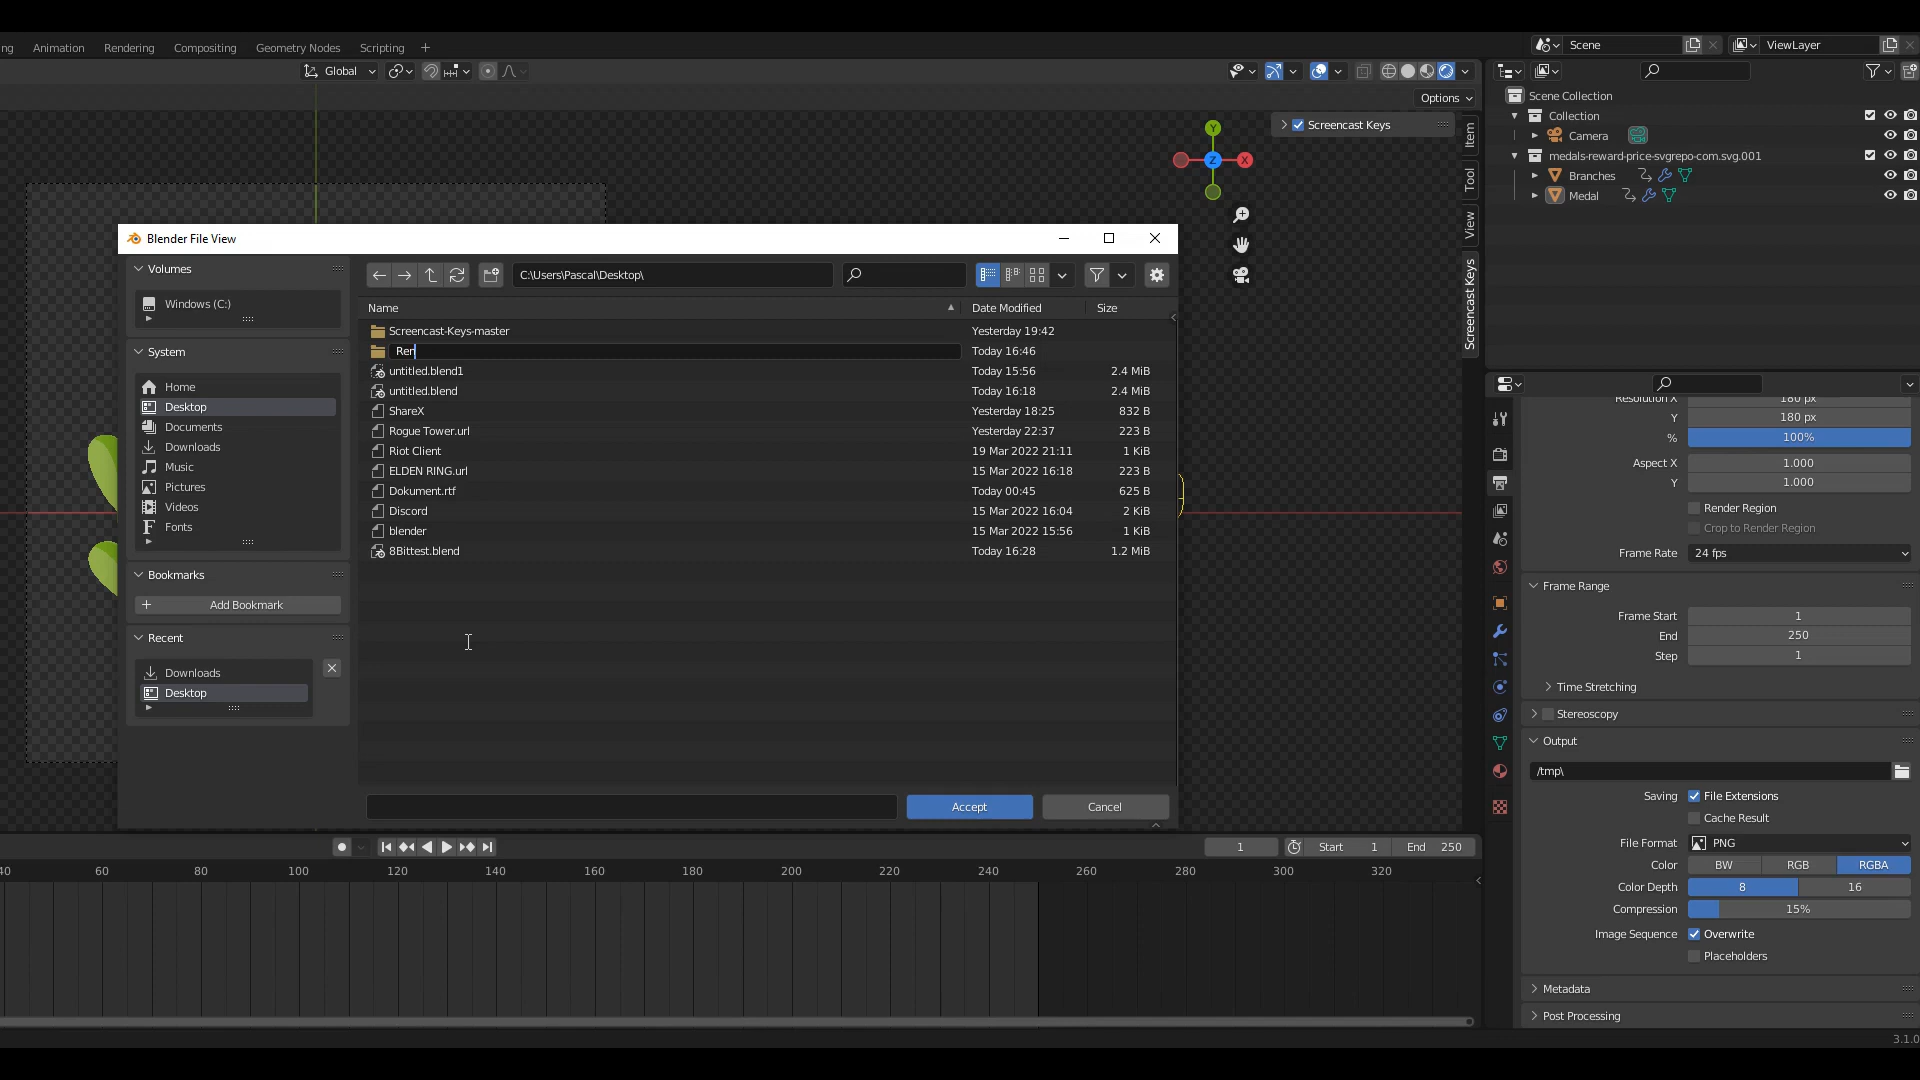 ng Animation Rendering Compositing Geometry Nodes Scripting + Scene ViewLayer
Global
Options
Scene Collection
Collection
Screencast Keys
Camera
medals-reward-price-svgrepo-com.svg.001
Branches
Medal
Y
Z X
Item
Tool
View
Screencast Keys
Blender File View
Volumes
Windows (C:)
System
Home
Desktop
Documents
Downloads
Music
Pictures
Videos
Fonts
Bookmarks
Add Bookmark
Recent
Downloads
Desktop
C:\Users\Pascal\Desktop\
Name Date Modified Size
Screencast-Keys-master Yesterday 19:42
Ren Today 16:46
untitled.blend1 Today 15:56 2.4 MiB
untitled.blend Today 16:18 2.4 MiB
ShareX Yesterday 18:25 832 B
Rogue Tower.url Yesterday 22:37 223 B
Riot Client 19 Mar 2022 21:11 1 KiB
ELDEN RING.url 15 Mar 2022 16:18 223 B
Dokument.rtf Today 00:45 625 B
Discord 15 Mar 2022 16:04 2 KiB
blender 15 Mar 2022 15:56 1 KiB
8Bittest.blend Today 16:28 1.2 MiB
Accept Cancel
Resolution X 180 px
Y 180 px
% 100%
Aspect X 1.000
Y 1.000
Render Region
Crop to Render Region
Frame Rate 24 fps
Frame Range
Frame Start 1
End 250
Step 1
Time Stretching
Stereoscopy
Output
/tmp\
Saving File Extensions
Cache Result
File Format PNG
Color BW RGB RGBA
Color Depth 8 16
Compression 15%
Image Sequence Overwrite
Placeholders
Metadata
Post Processing
1 Start 1 End 250
40 60 80 100 120 140 160 180 200 220 240 260 280 300 320
3.1.0